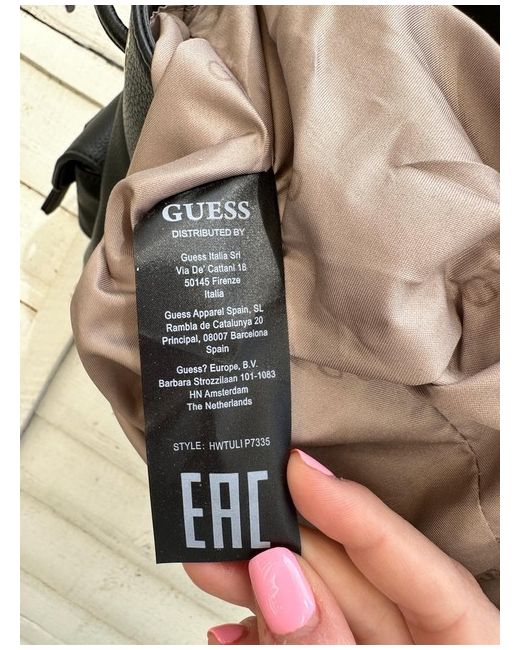 GUESS
DISTRIBUTED BY
Guess Italia Srl
Via De' Cattani 18
50145 Firenze
Italia
Guess Apparel Spain, SL
Rambla de Catalunya 20
Principal, 08007 Barcelona
Spain
Guess? Europe, B.V.
Barbara Strozzilaan 101-1083
HN Amsterdam
The Netherlands
STYLE: HWTULI P7335
EAC